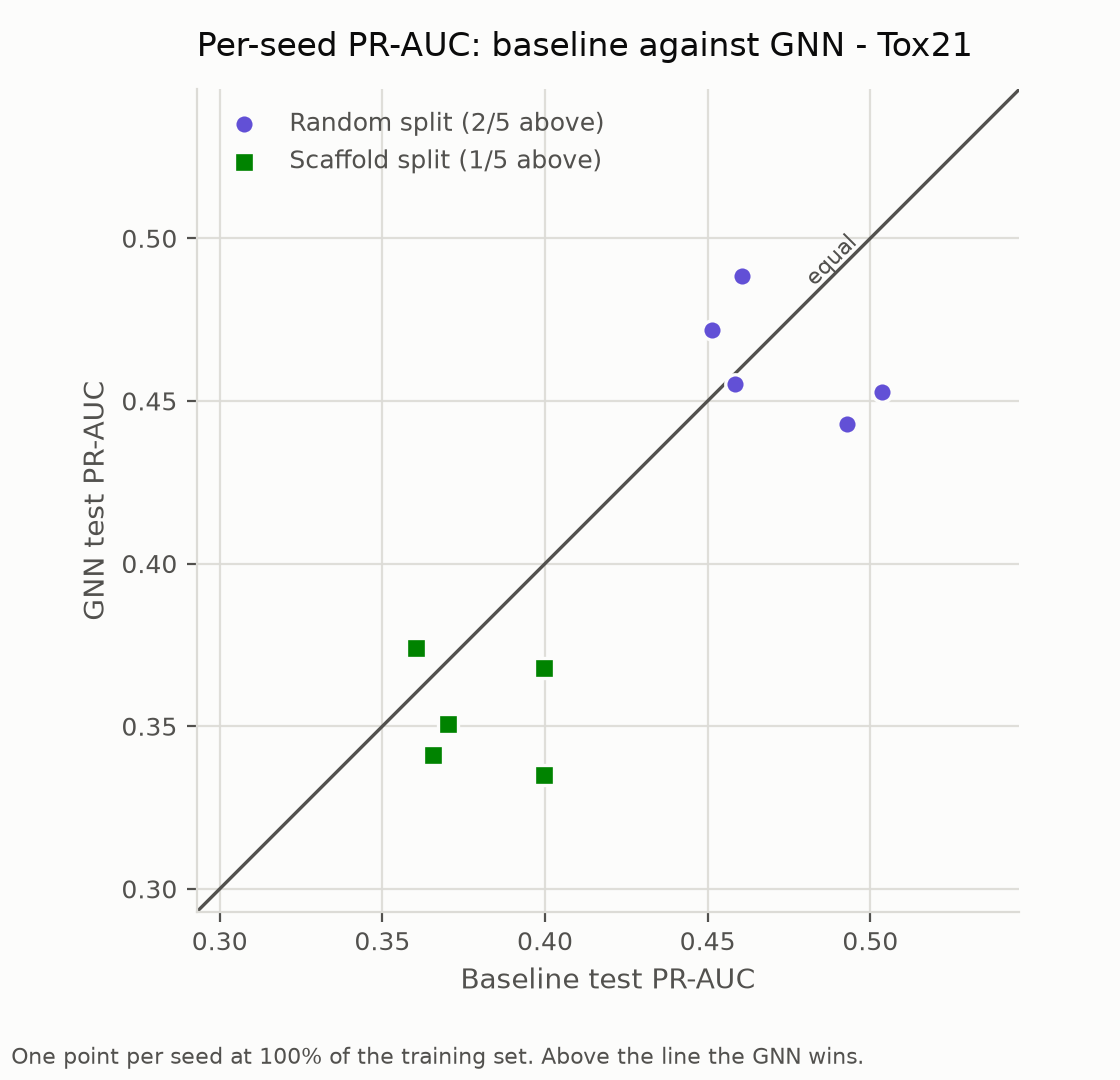 Per-seed PR-AUC: baseline against GNN - Tox21
Random split (2/5 above)
Scaffold split (1/5 above)
equal
GNN test PR-AUC
0.50
0.45
0.40
0.35
0.30
0.30 0.35 0.40 0.45 0.50
Baseline test PR-AUC
One point per seed at 100% of the training set. Above the line the GNN wins.